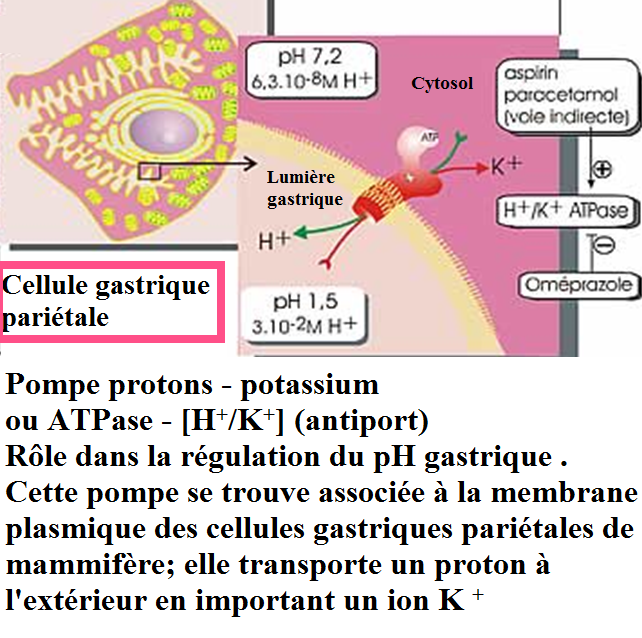 pH 7,2
6,3.10-8M H+
Cytosol
aspirin
paracetamol
(voie indirecte)
ATP
K+
Lumière
gastrique
H+/K+ ATPase
H+
Oméprazole
Cellule gastrique
pariétale
pH 1,5
3.10-2M H+
Pompe protons - potassium
ou ATPase - [H+/K+] (antiport)
Rôle dans la régulation du pH gastrique .
Cette pompe se trouve associée à la membrane
plasmique des cellules gastriques pariétales de
mammifère; elle transporte un proton à
l'extérieur en important un ion K +